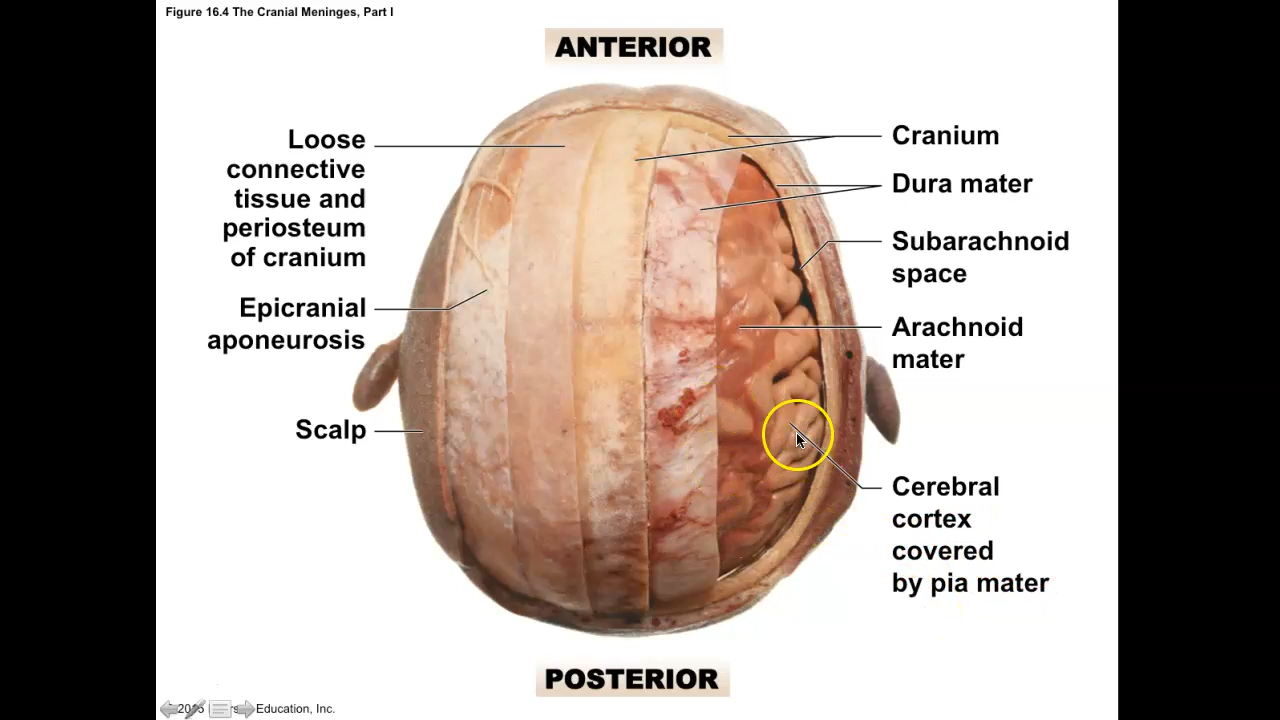 Figure 16.4 The Cranial Meninges, Part I
ANTERIOR
Loose
connective
tissue and
periosteum
of cranium
Epicranial
aponeurosis
Scalp
Cranium
Dura mater
Subarachnoid
space
Arachnoid
mater
Cerebral
cortex
covered
by pia mater
POSTERIOR
Education, Inc.